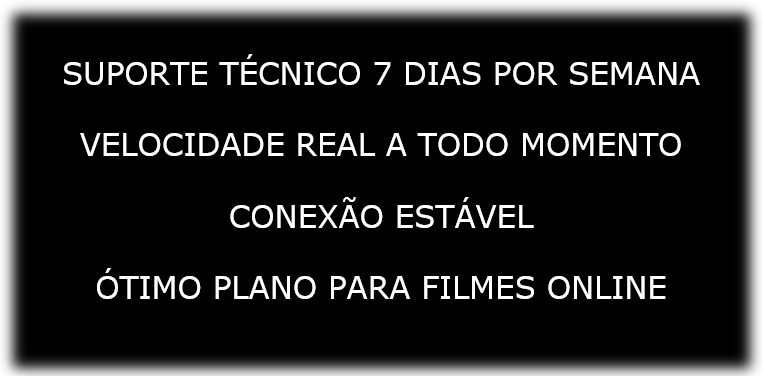 SUPORTE TÉCNICO 7 DIAS POR SEMANA
VELOCIDADE REAL A TODO MOMENTO
CONEXÃO ESTÁVEL
ÓTIMO PLANO PARA FILMES ONLINE